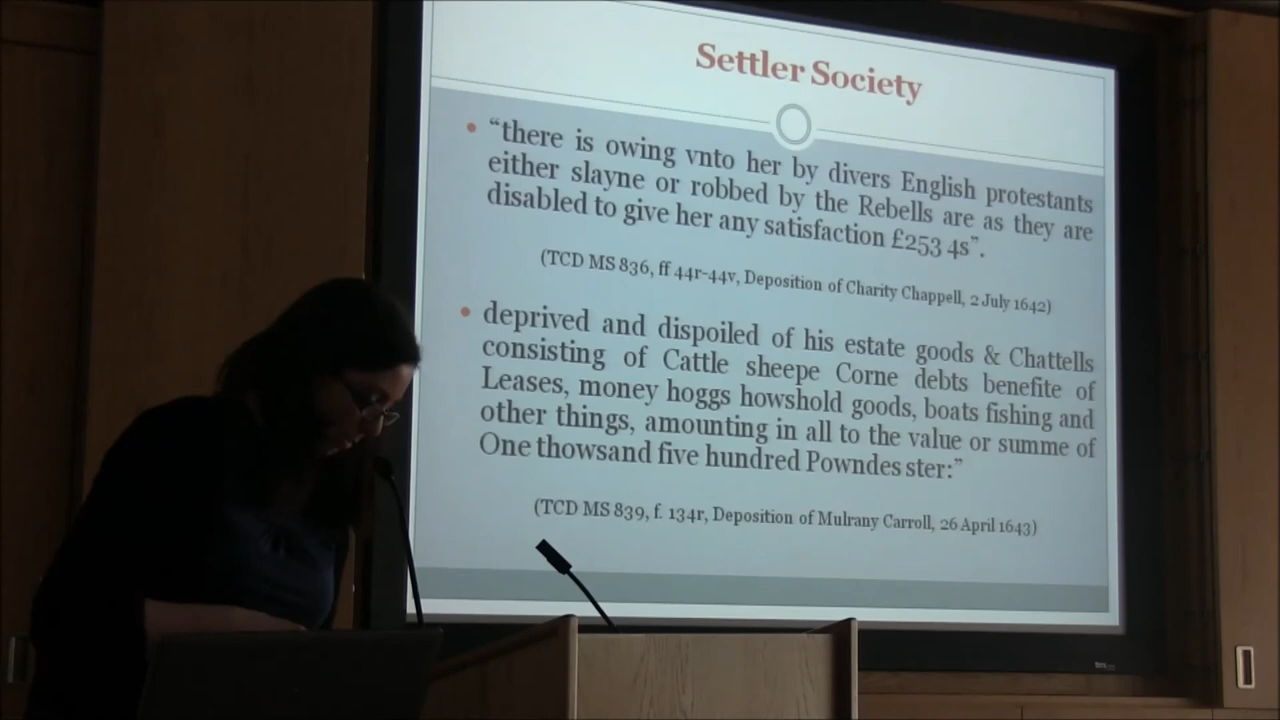 Settler Society
• “there is owing vnto her by divers English protestants
either slayne or robbed by the Rebells are as they are
disabled to give her any satisfaction £253 4s”.
(TCD MS 836, ff 44r-44v, Deposition of Charity Chappell, 2 July 1642)
• deprived and dispoiled of his estate goods & Chattells
consisting of Cattle sheepe Corne debts benefite of
Leases, money hoggs howshold goods, boats fishing and
other things, amounting in all to the value or summe of
One thowsand five hundred Powndes ster:”
(TCD MS 839, f. 134r, Deposition of Mulrany Carroll, 26 April 1643)